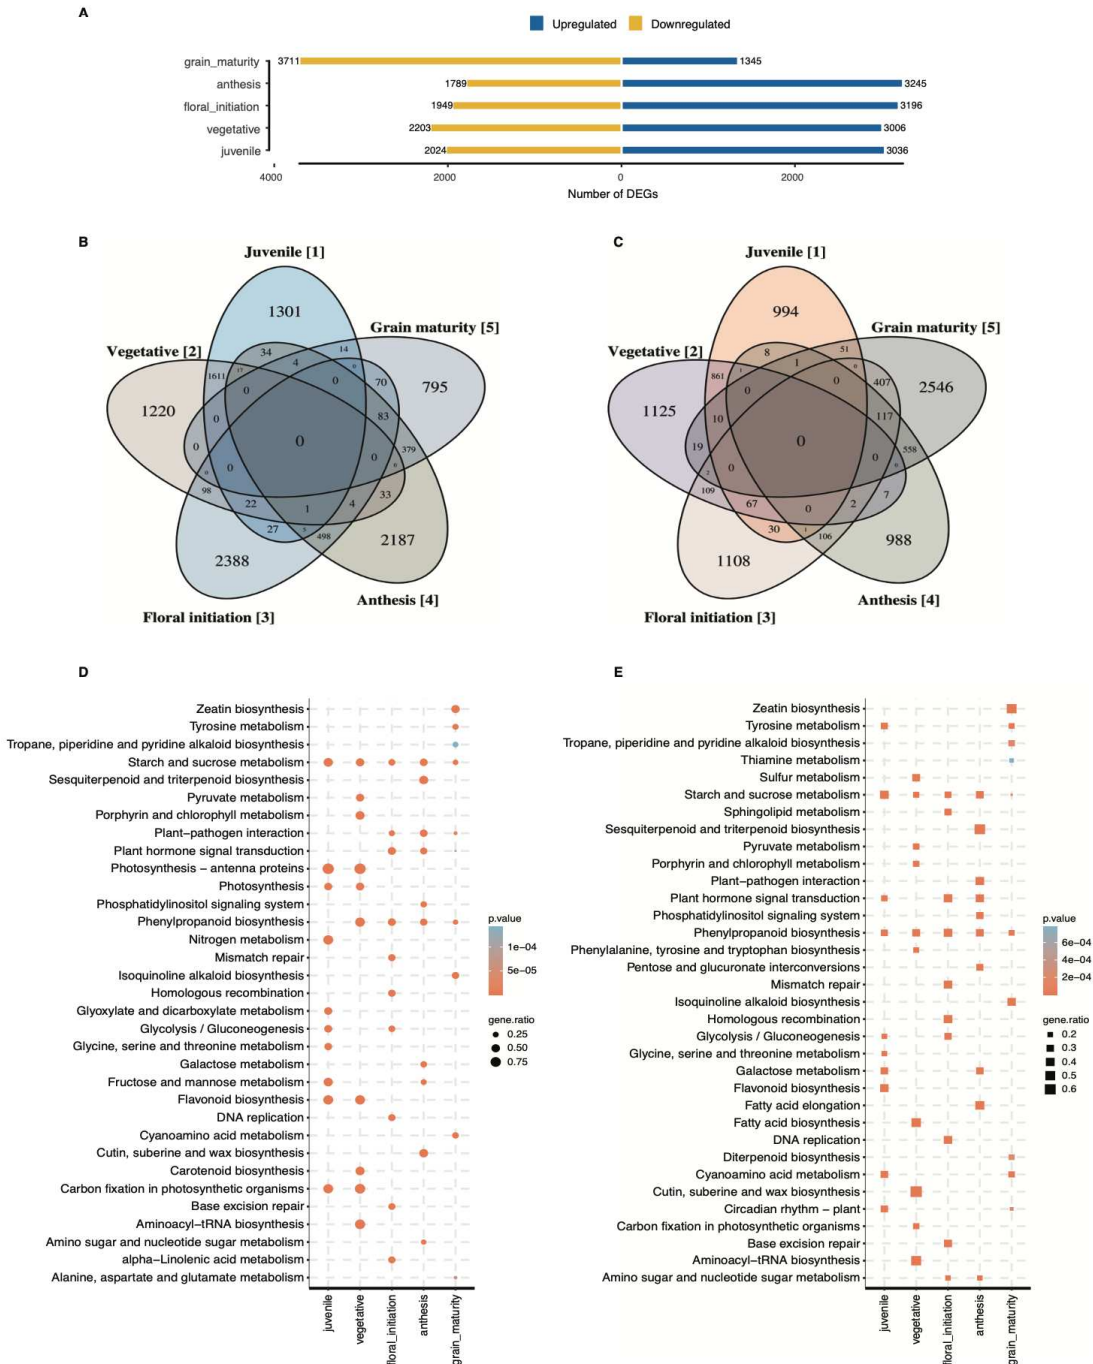 A
Upregulated Downregulated
grain_maturity 3711 1345
anthesis 1789 3245
floral_initiation 1949 3196
vegetative 2203 3006
juvenile 2024 3036
4000 2000 0 2000
Number of DEGs
B
Juvenile [1]
1301
Grain maturity [5]
Vegetative [2]
34 14
4
1611 0
0 70 795
0
1220 83
0
0 0 379
0 0
0
98 33
22 1 4
27 498
2388 2187
Anthesis [4]
Floral initiation [3]
C
Juvenile [1]
994
Grain maturity [5]
Vegetative [2]
8 51
1
861 0
0 407 2546
0
1125 117
10
19 0 558
0 0
0
109 7
67 0 2
30 106
1108 988
Anthesis [4]
Floral initiation [3]
D
Zeatin biosynthesis
Tyrosine metabolism
Tropane, piperidine and pyridine alkaloid biosynthesis
Starch and sucrose metabolism
Sesquiterpenoid and triterpenoid biosynthesis
Pyruvate metabolism
Porphyrin and chlorophyll metabolism
Plant−pathogen interaction
Plant hormone signal transduction
Photosynthesis − antenna proteins
Photosynthesis
Phosphatidylinositol signaling system
Phenylpropanoid biosynthesis
Nitrogen metabolism
Mismatch repair
Isoquinoline alkaloid biosynthesis
Homologous recombination
Glyoxylate and dicarboxylate metabolism
Glycolysis / Gluconeogenesis
Glycine, serine and threonine metabolism
Galactose metabolism
Fructose and mannose metabolism
Flavonoid biosynthesis
DNA replication
Cyanoamino acid metabolism
Cutin, suberine and wax biosynthesis
Carotenoid biosynthesis
Carbon fixation in photosynthetic organisms
Base excision repair
Aminoacyl−tRNA biosynthesis
Amino sugar and nucleotide sugar metabolism
alpha−Linolenic acid metabolism
Alanine, aspartate and glutamate metabolism
juvenile
vegetative
floral_initiation
anthesis
grain_maturity
p.value
1e−04
5e−05
gene.ratio
0.25
0.50
0.75
E
Zeatin biosynthesis
Tyrosine metabolism
Tropane, piperidine and pyridine alkaloid biosynthesis
Thiamine metabolism
Sulfur metabolism
Starch and sucrose metabolism
Sphingolipid metabolism
Sesquiterpenoid and triterpenoid biosynthesis
Pyruvate metabolism
Porphyrin and chlorophyll metabolism
Plant−pathogen interaction
Plant hormone signal transduction
Phosphatidylinositol signaling system
Phenylpropanoid biosynthesis
Phenylalanine, tyrosine and tryptophan biosynthesis
Pentose and glucuronate interconversions
Mismatch repair
Isoquinoline alkaloid biosynthesis
Homologous recombination
Glycolysis / Gluconeogenesis
Glycine, serine and threonine metabolism
Galactose metabolism
Flavonoid biosynthesis
Fatty acid elongation
Fatty acid biosynthesis
DNA replication
Diterpenoid biosynthesis
Cyanoamino acid metabolism
Cutin, suberine and wax biosynthesis
Circadian rhythm − plant
Carbon fixation in photosynthetic organisms
Base excision repair
Aminoacyl−tRNA biosynthesis
Amino sugar and nucleotide sugar metabolism
juvenile
vegetative
floral_initiation
anthesis
grain_maturity
p.value
6e−04
4e−04
2e−04
gene.ratio
0.2
0.3
0.4
0.5
0.6